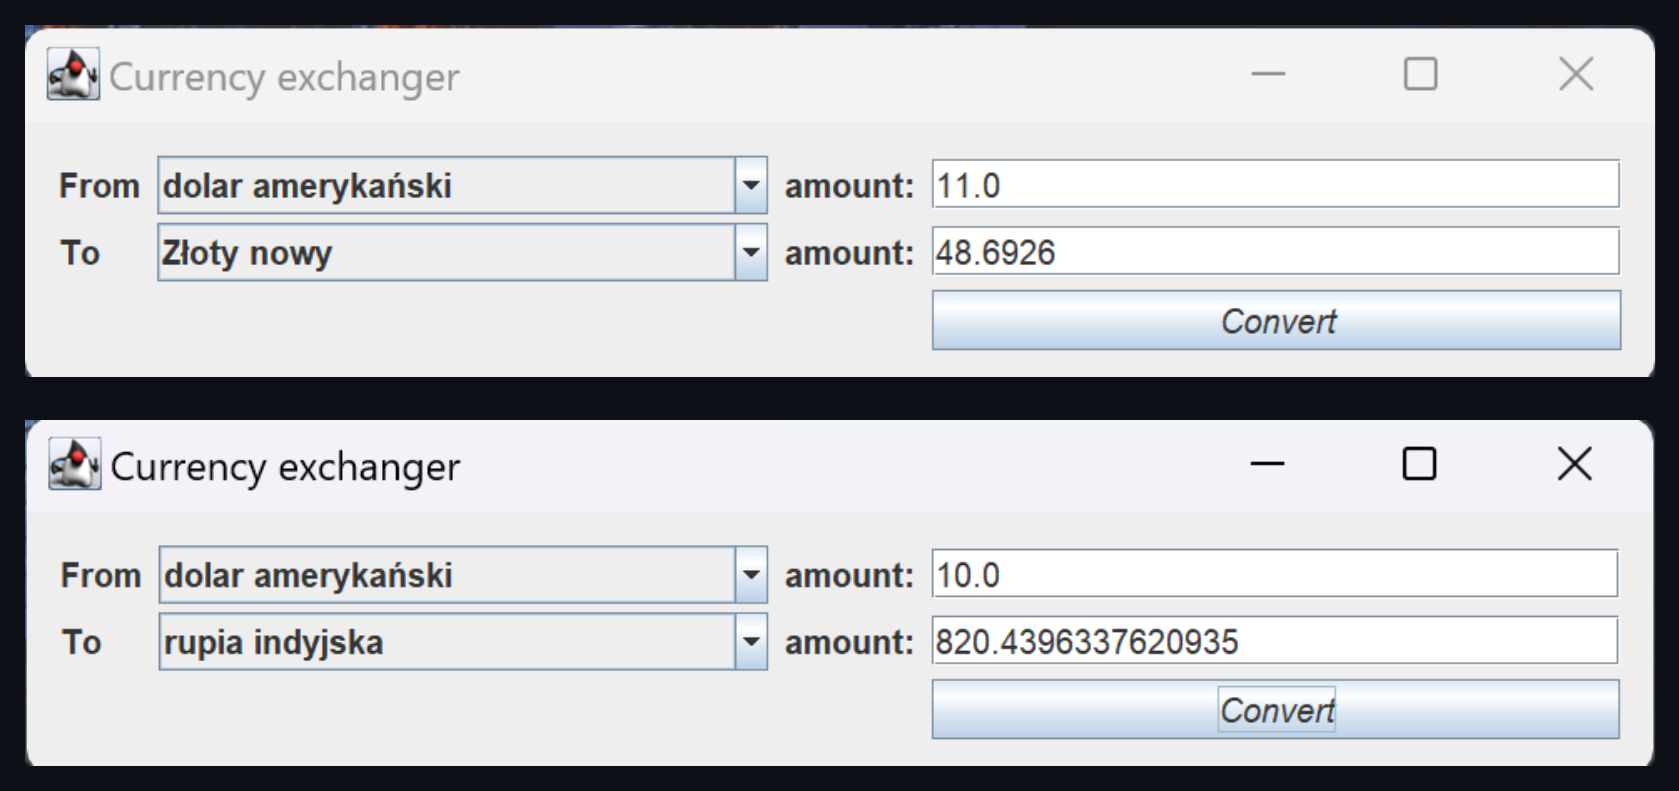 Currency exchanger
From dolar amerykański amount: 11.0
To Złoty nowy amount: 48.6926
Convert
Currency exchanger
From dolar amerykański amount: 10.0
To rupia indyjska amount: 820.4396337620935
Convert